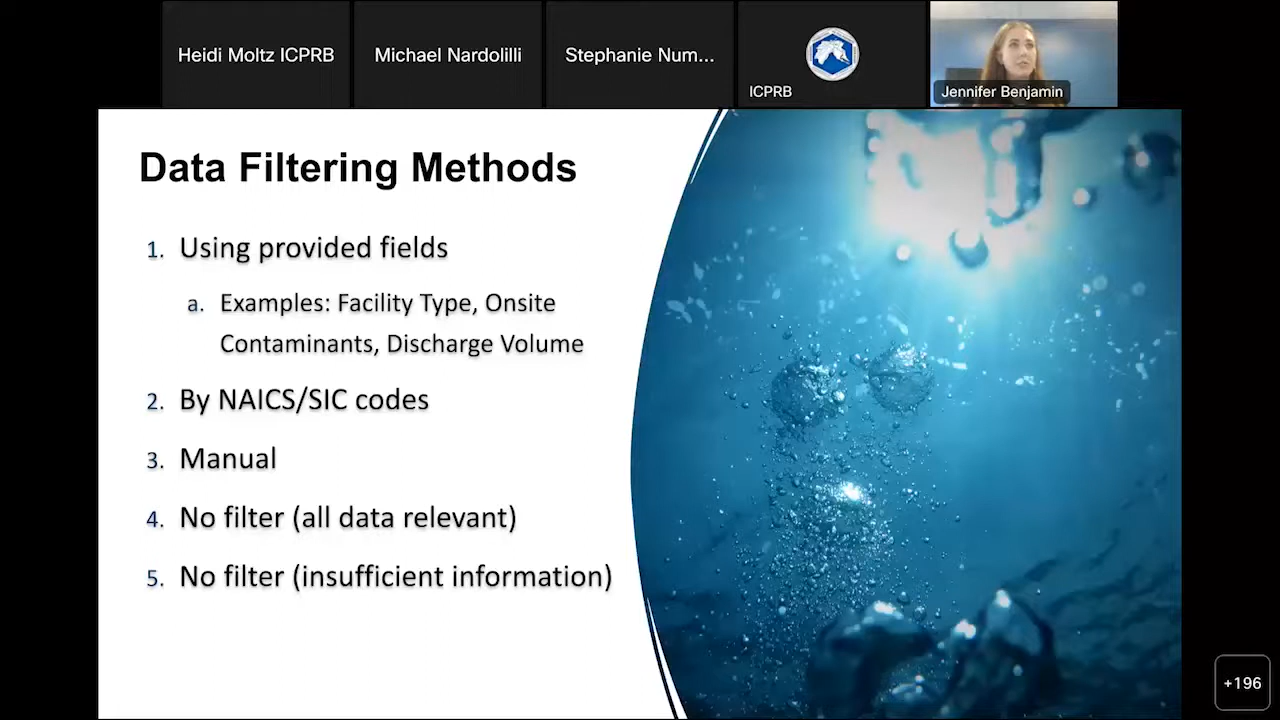 Heidi Moltz ICPRB
Michael Nardolilli
Stephanie Num...
ICPRB
Jennifer Benjamin
Data Filtering Methods
1. Using provided fields
a. Examples: Facility Type, Onsite
Contaminants, Discharge Volume
2. By NAICS/SIC codes
3. Manual
4. No filter (all data relevant)
5. No filter (insufficient information)
+196